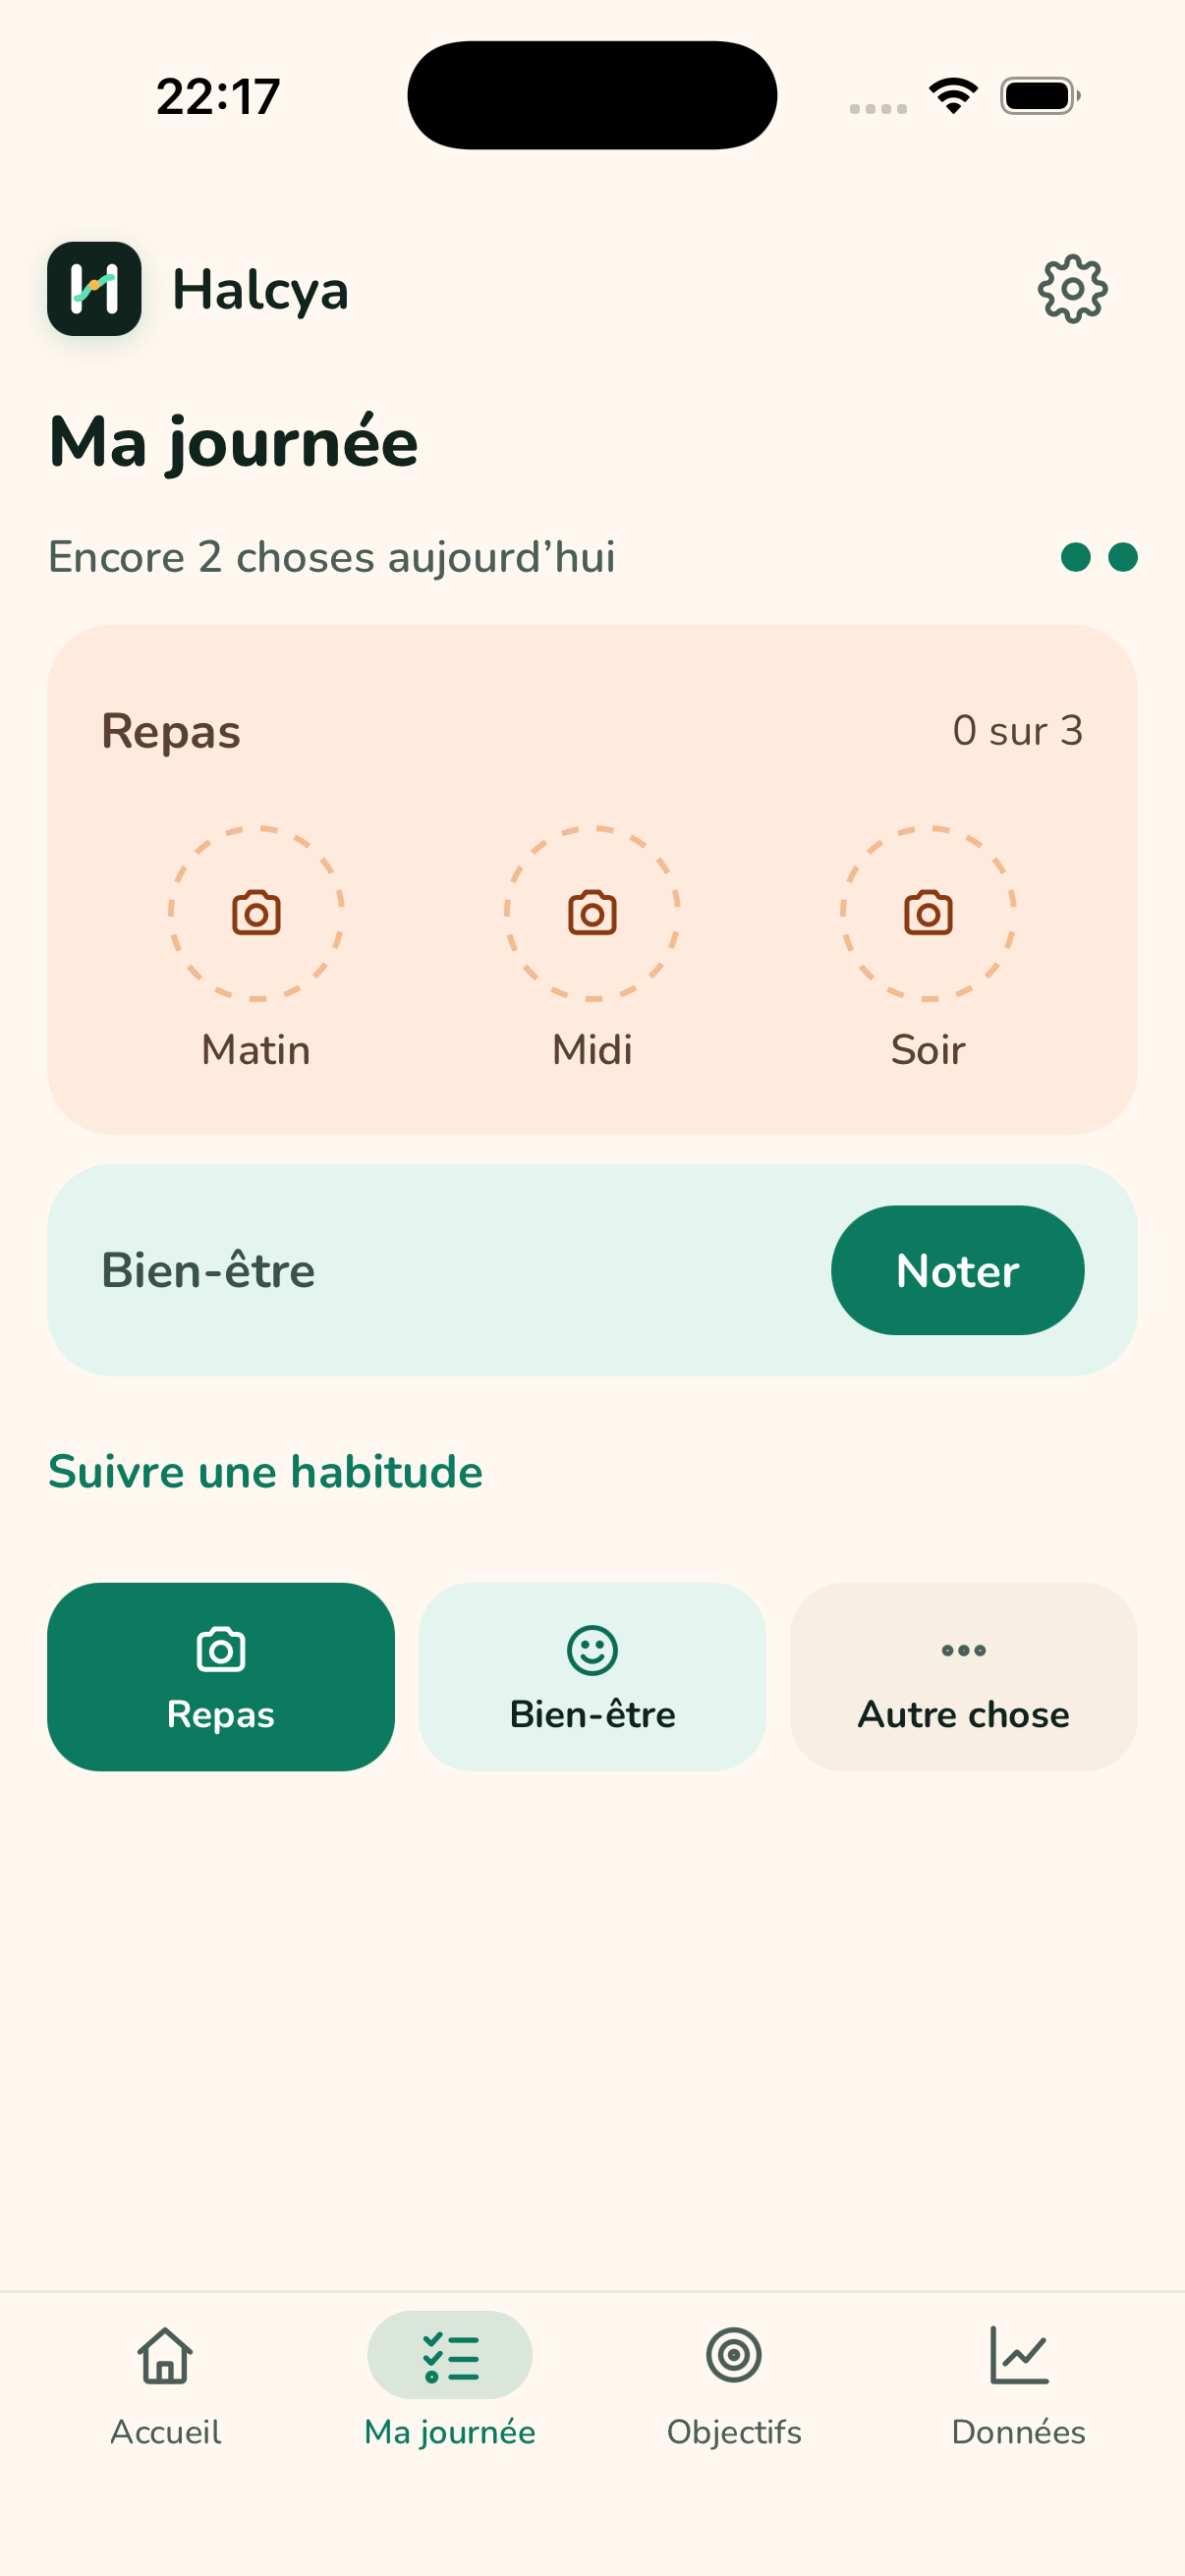 22:17
Halcya
Ma journée
Encore 2 choses aujourd’hui
Repas
0 sur 3
Matin
Midi
Soir
Bien-être
Noter
Suivre une habitude
Repas
Bien-être
Autre chose
Accueil
Ma journée
Objectifs
Données